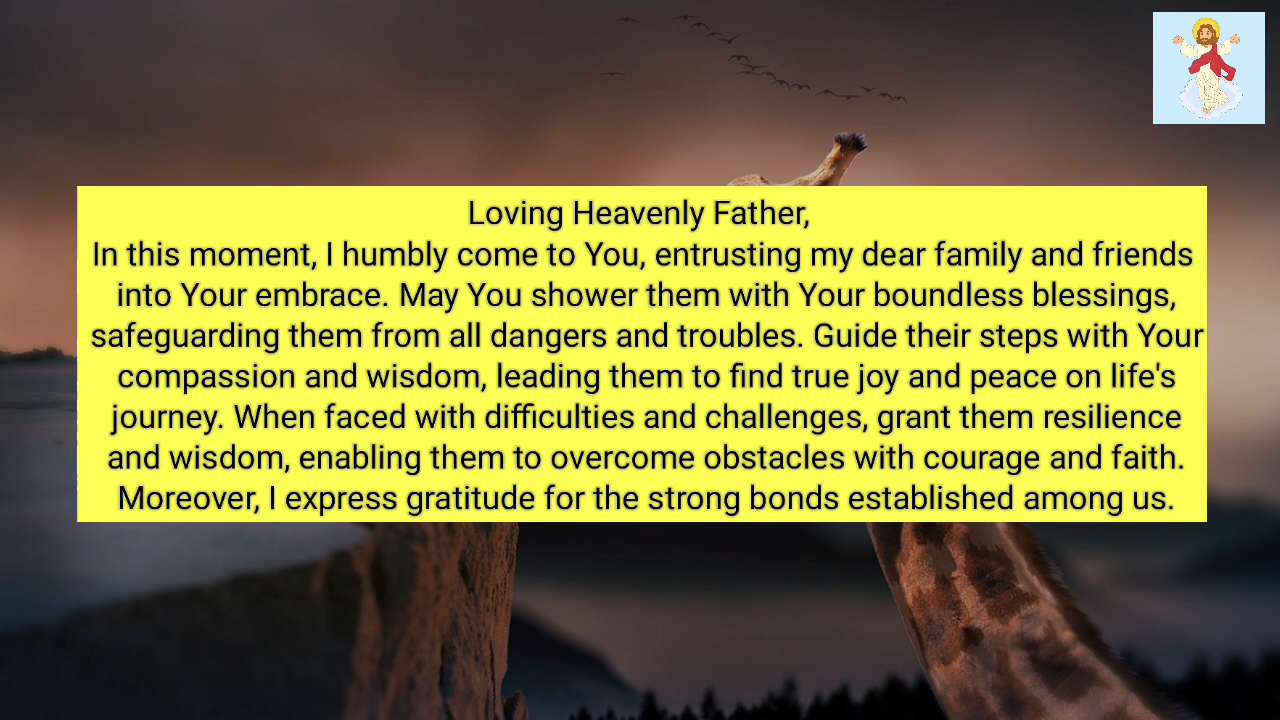 Loving Heavenly Father,
In this moment, I humbly come to You, entrusting my dear family and friends
into Your embrace. May You shower them with Your boundless blessings,
safeguarding them from all dangers and troubles. Guide their steps with Your
compassion and wisdom, leading them to find true joy and peace on life's
journey. When faced with difficulties and challenges, grant them resilience
and wisdom, enabling them to overcome obstacles with courage and faith.
Moreover, I express gratitude for the strong bonds established among us.